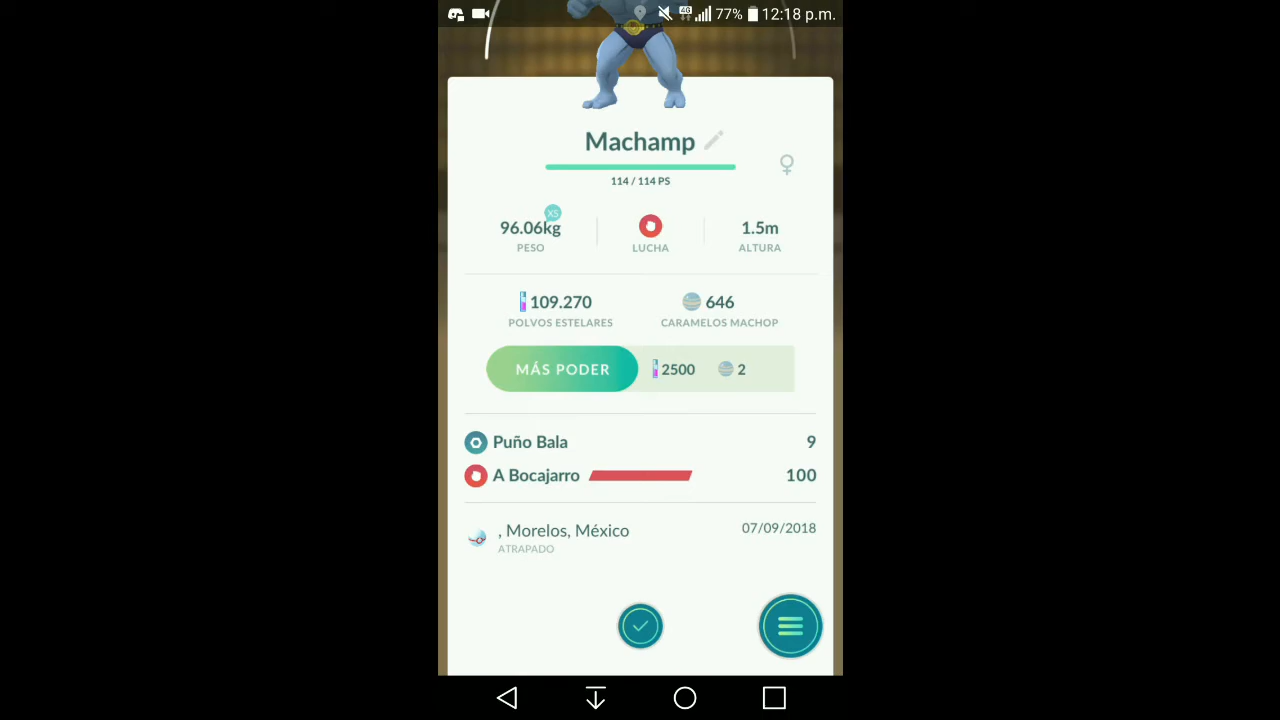 4G 77% 12:18 p.m.
Machamp
114 / 114 PS
XS
96.06kg 1.5m
PESO LUCHA ALTURA
109.270 646
POLVOS ESTELARES CARAMELOS MACHOP
MÁS PODER 2500 2
Puño Bala 9
A Bocajarro 100
, Morelos, México 07/09/2018
ATRAPADO